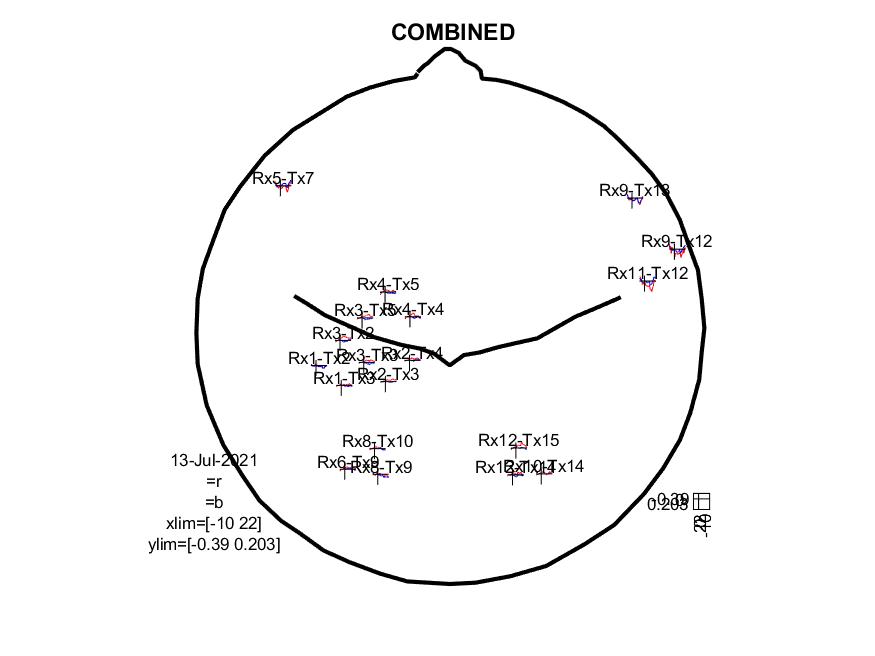 COMBINED
Rx5-Tx7
Rx9-Tx13
Rx9-Tx12
Rx11-Tx12
Rx4-Tx5
Rx3-Tx5
Rx4-Tx4
Rx3-Tx2
Rx1-Tx2
Rx3-Tx3
Rx2-Tx4
Rx1-Tx3
Rx2-Tx3
Rx8-Tx10
Rx12-Tx15
Rx6-Tx9
Rx8-Tx9
Rx12-Tx14
Rx10-Tx14
13-Jul-2021
=r
=b
xlim=[-10 22]
ylim=[-0.39 0.203]
-0.39
0.203
22
-10